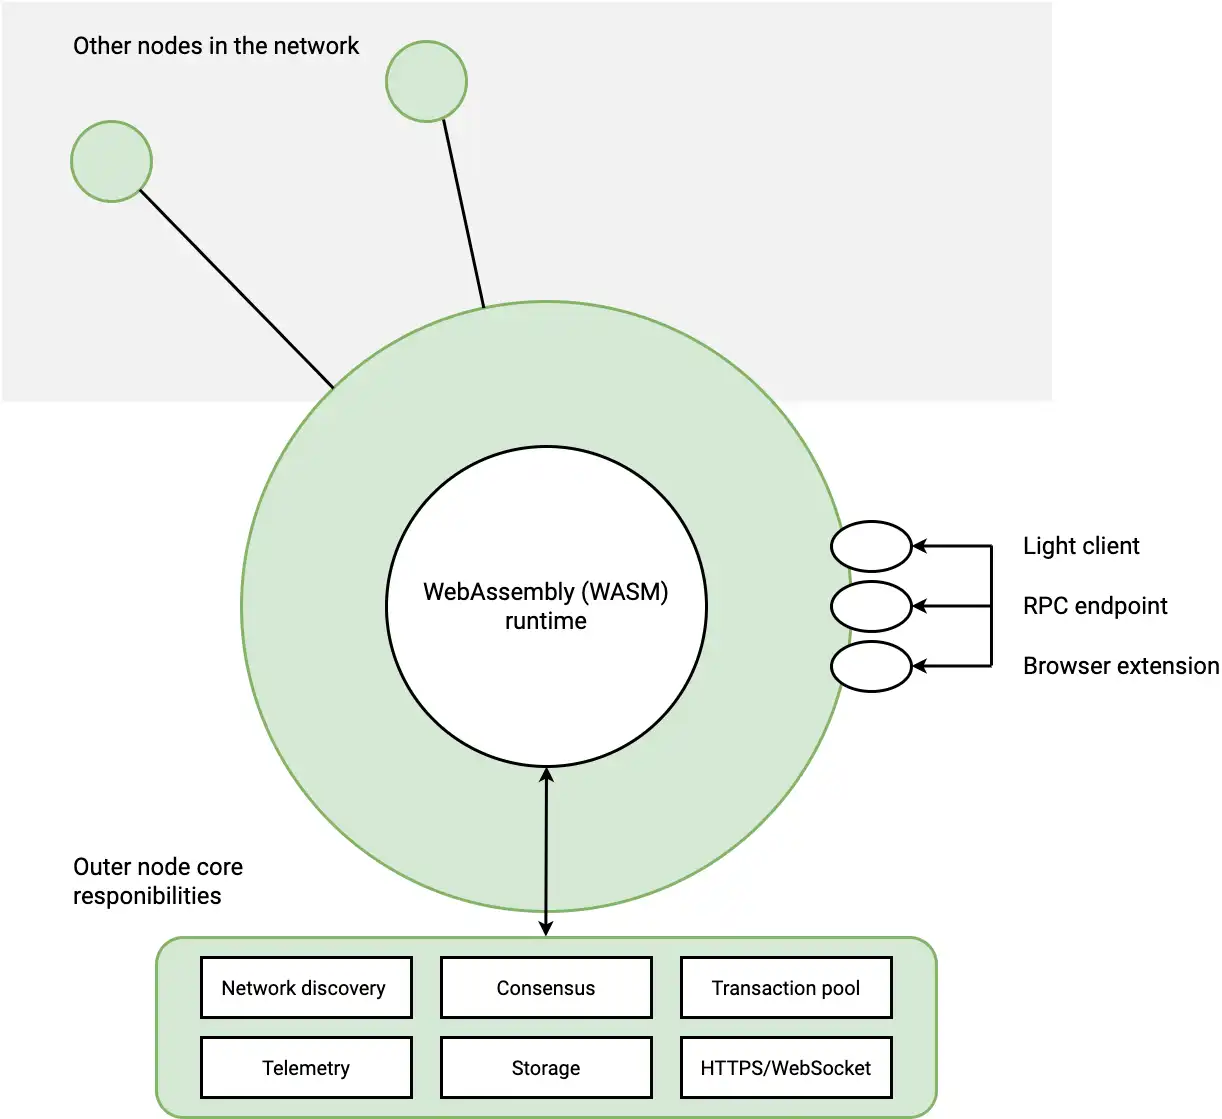 Other nodes in the network
WebAssembly (WASM)
runtime
Light client
RPC endpoint
Browser extension
Outer node core
responibilities
Network discovery
Consensus
Transaction pool
Telemetry
Storage
HTTPS/WebSocket